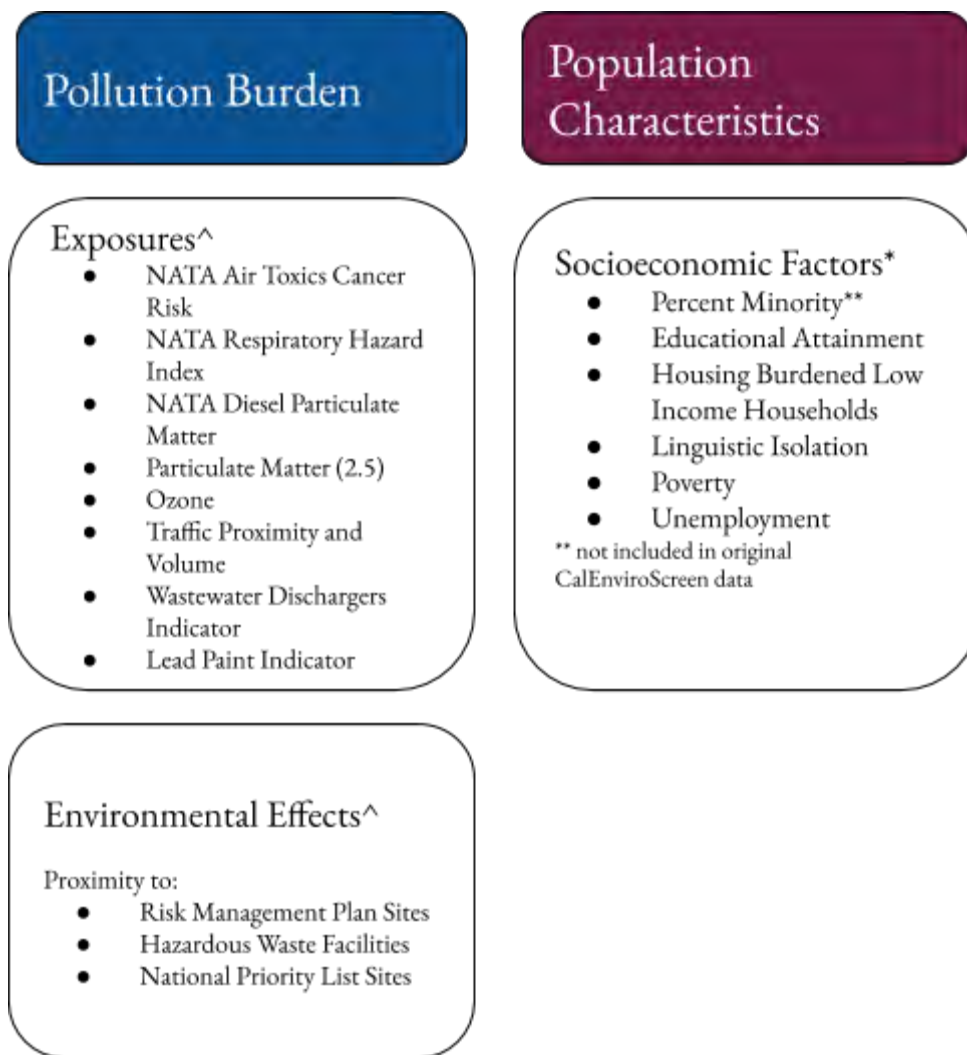 Pollution Burden
Population
Characteristics
Exposures^
● NATA Air Toxics Cancer
Risk
● NATA Respiratory Hazard
Index
● NATA Diesel Particulate
Matter
● Particulate Matter (2.5)
● Ozone
● Traffic Proximity and
Volume
● Wastewater Dischargers
Indicator
● Lead Paint Indicator
Socioeconomic Factors*
● Percent Minority**
● Educational Attainment
● Housing Burdened Low
Income Households
● Linguistic Isolation
● Poverty
● Unemployment
** not included in original
CalEnviroScreen data
Environmental Effects^
Proximity to:
● Risk Management Plan Sites
● Hazardous Waste Facilities
● National Priority List Sites